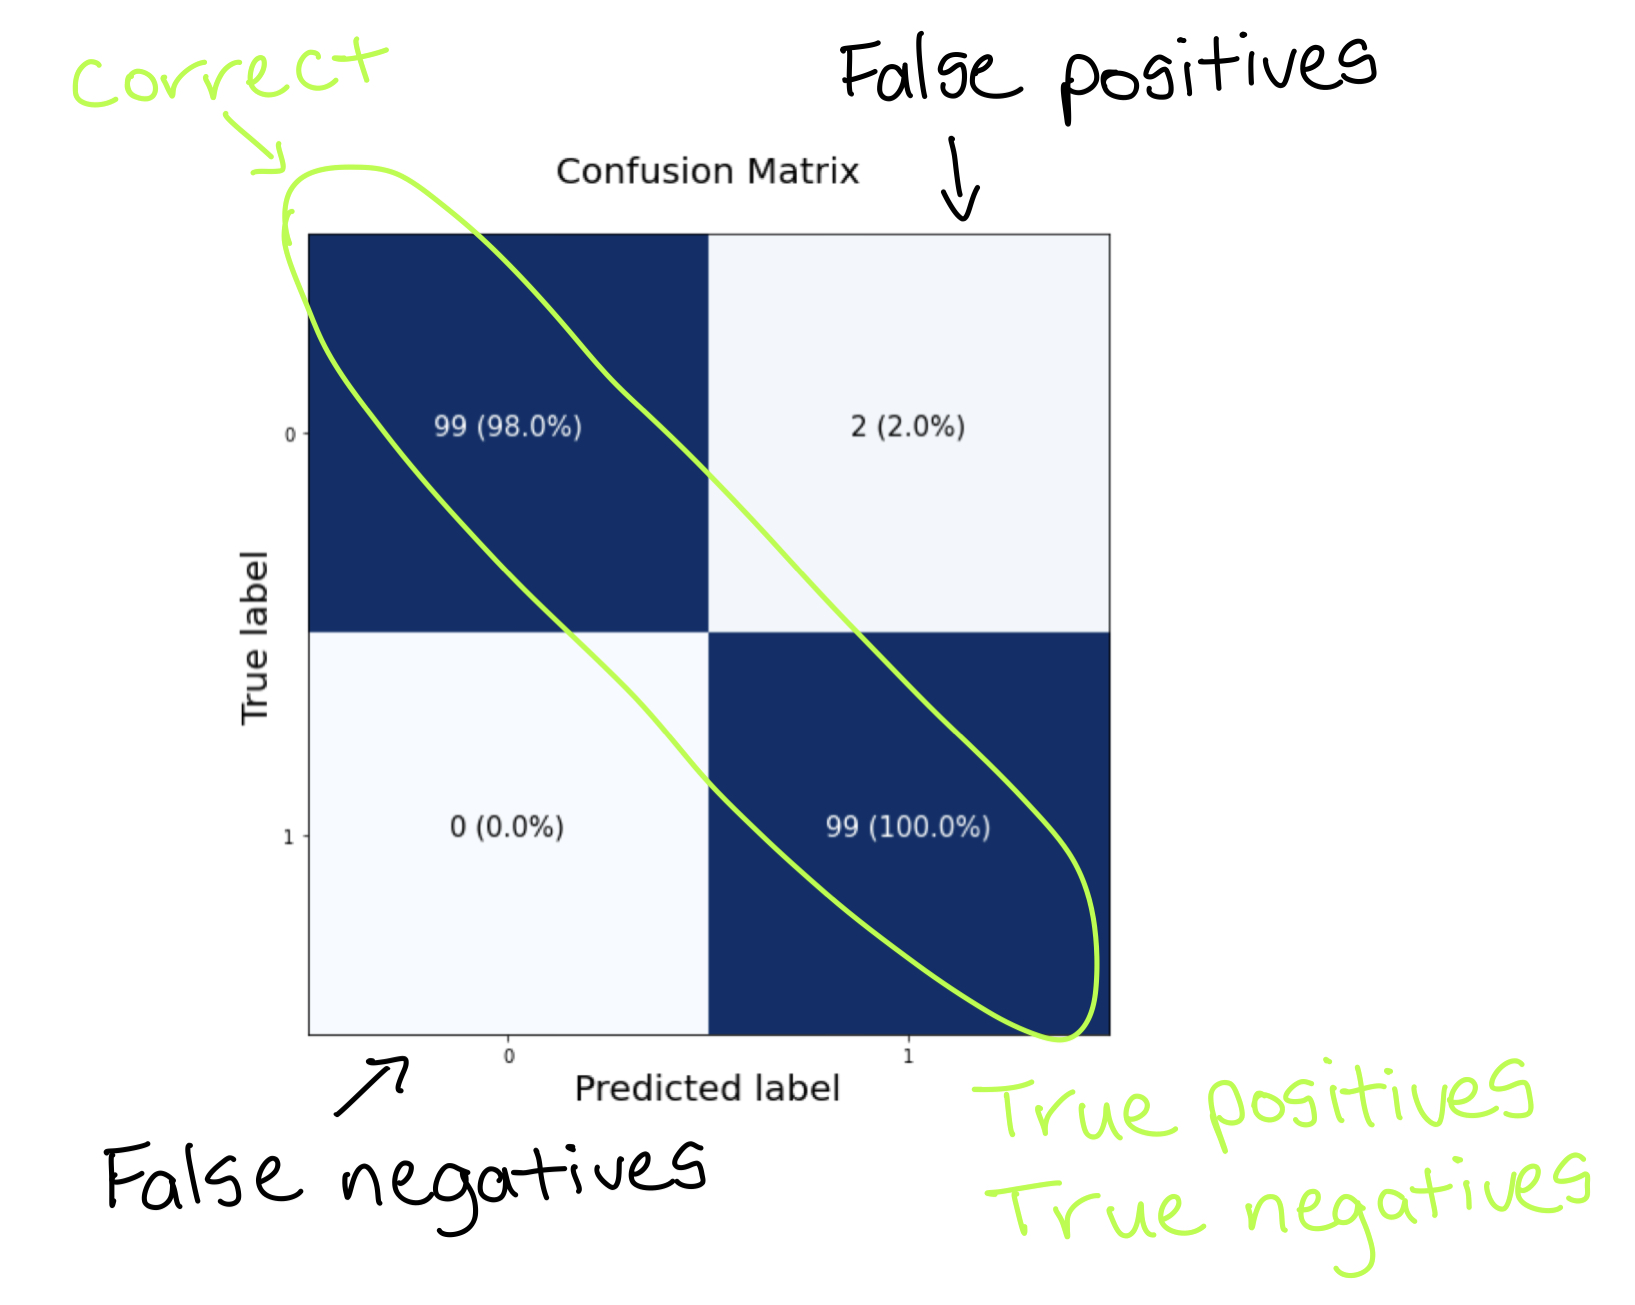 correct
False positives
Confusion Matrix
99 (98.0%)
2 (2.0%)
0
True label
0 (0.0%)
99 (100.0%)
1
0
1
Predicted label
True positives
False negatives
True negatives